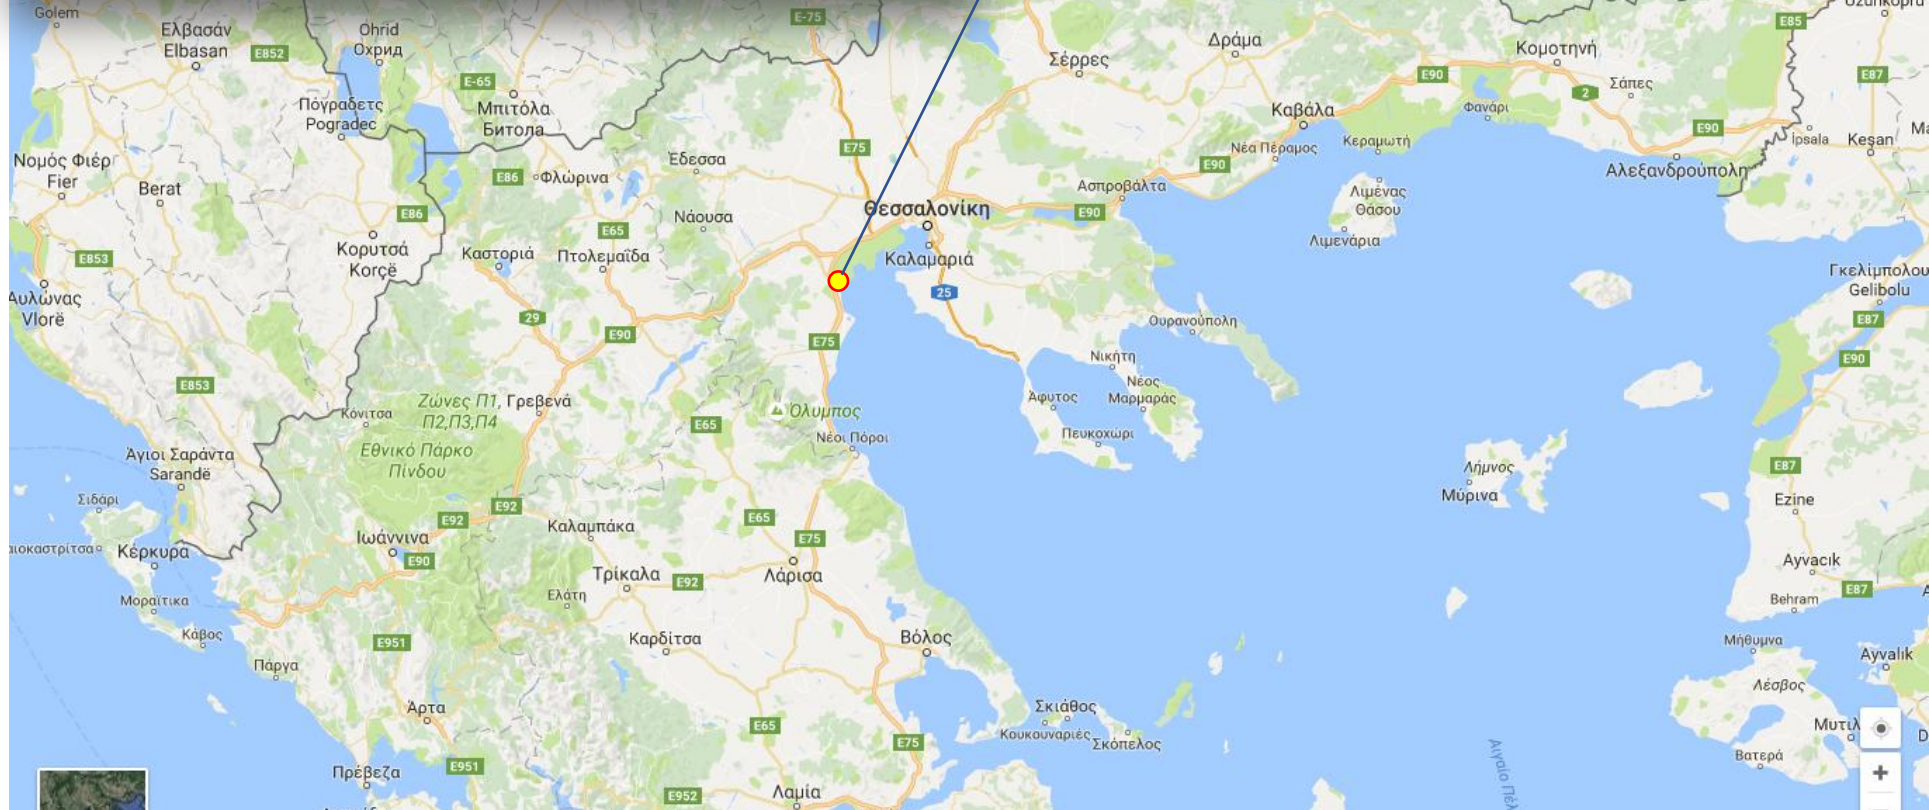 Golem
Ελβασάν
Elbasan
E852
Ohrid
Охрид
E-75
E-65
Πόγραδετς
Pogradec
Μπιτόλα
Битола
Σέρρες
Δράμα
Κομοτηνή
E85
E90
Σάπες
E87
2
Φανάρι
Καβάλα
Κεραμωτή
E90
İpsala
Keşan
Νομός Φιέρ
Fier
Berat
E86
Φλώρινα
Έδεσσα
E75
Νέα Πέραμος
E90
Αλεξανδρούπολη
Ασπροβάλτα
Λιμένας
Θάσου
E86
Νάουσα
Θεσσαλονίκη
E90
E65
Λιμενάρια
Κορυτσά
Korçë
Καστοριά
Πτολεμαΐδα
Καλαμαριά
E853
Γκελίμπολου
Gelibolu
Αυλώνας
Vlorë
25
29
E90
Ουρανούπολη
E87
E75
Νικήτη
E90
E853
Νέος
Μαρμαράς
Άφυτος
Ζώνες Π1,
Π2,Π3,Π4
Γρεβενά
Κόνιτσα
Όλυμπος
E65
Νέοι Πόροι
Πευκοχώρι
Εθνικό Πάρκο
Πίνδου
Άγιοι Σαράντα
Sarandë
Λήμνος
Μύρινα
E87
Ezine
Σιδάρι
E92
E92
E65
Καλαμπάκα
Ιωάννινα
E75
Κέρκυρα
E90
Ayvacık
Τρίκαλα
E92
Λάρισα
E87
Behram
Μοραΐτικα
Ελάτη
Κάβος
E951
Καρδίτσα
Βόλος
Μήθυμνα
Ayvalık
Πάργα
Λέσβος
Άρτα
Σκιάθος
E65
Κουκουναριές
Σκόπελος
E75
Βατερά
Πρέβεζα
E951
E952
Λαμία
+